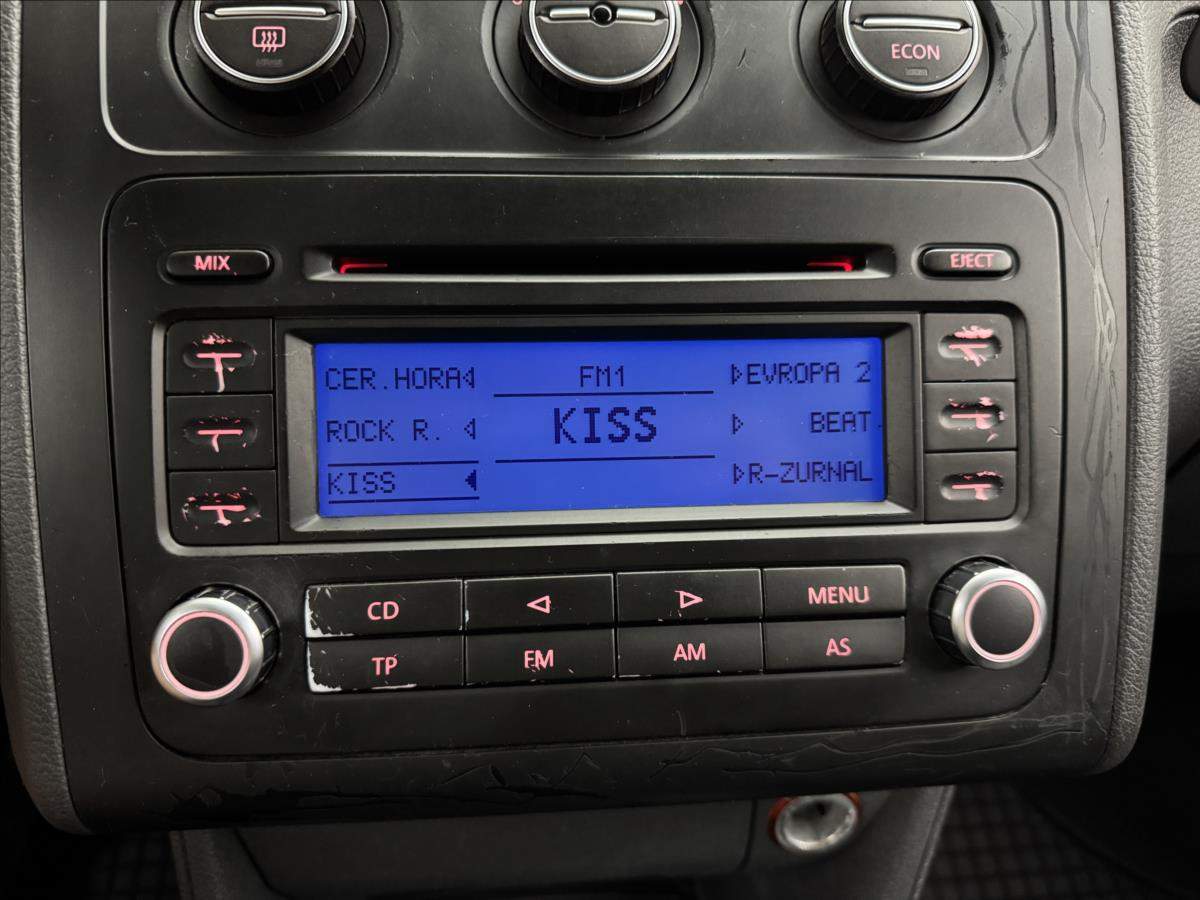 ECON
MIX
EJECT
CER.HORA
FM1
EVROPA 2
ROCK R.
KISS
BEAT
KISS
R-ZURNAL
CD
MENU
TP
FM
AM
AS